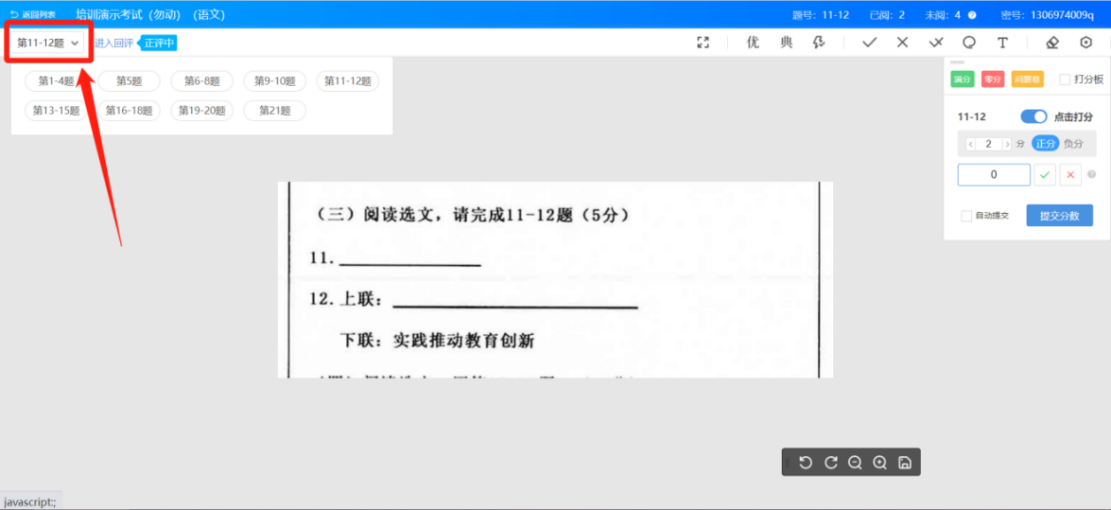 返回列表 培训演示考试（勿动）（语文） 题号：11-12 已阅：2 未阅：4 密号：1306974009q
第11-12题 进入回评 正评中 优 典 T
第1-4题 第5题 第6-8题 第9-10题 第11-12题
第13-15题 第16-18题 第19-20题 第21题
满分 零分 问题卷 打分板
11-12 点击打分
2 分 正分 负分
0
自动提交 提交分数
（三）阅读选文，请完成11-12题（5分）
11.
12.上联：
下联：实践推动教育创新
javascript:;